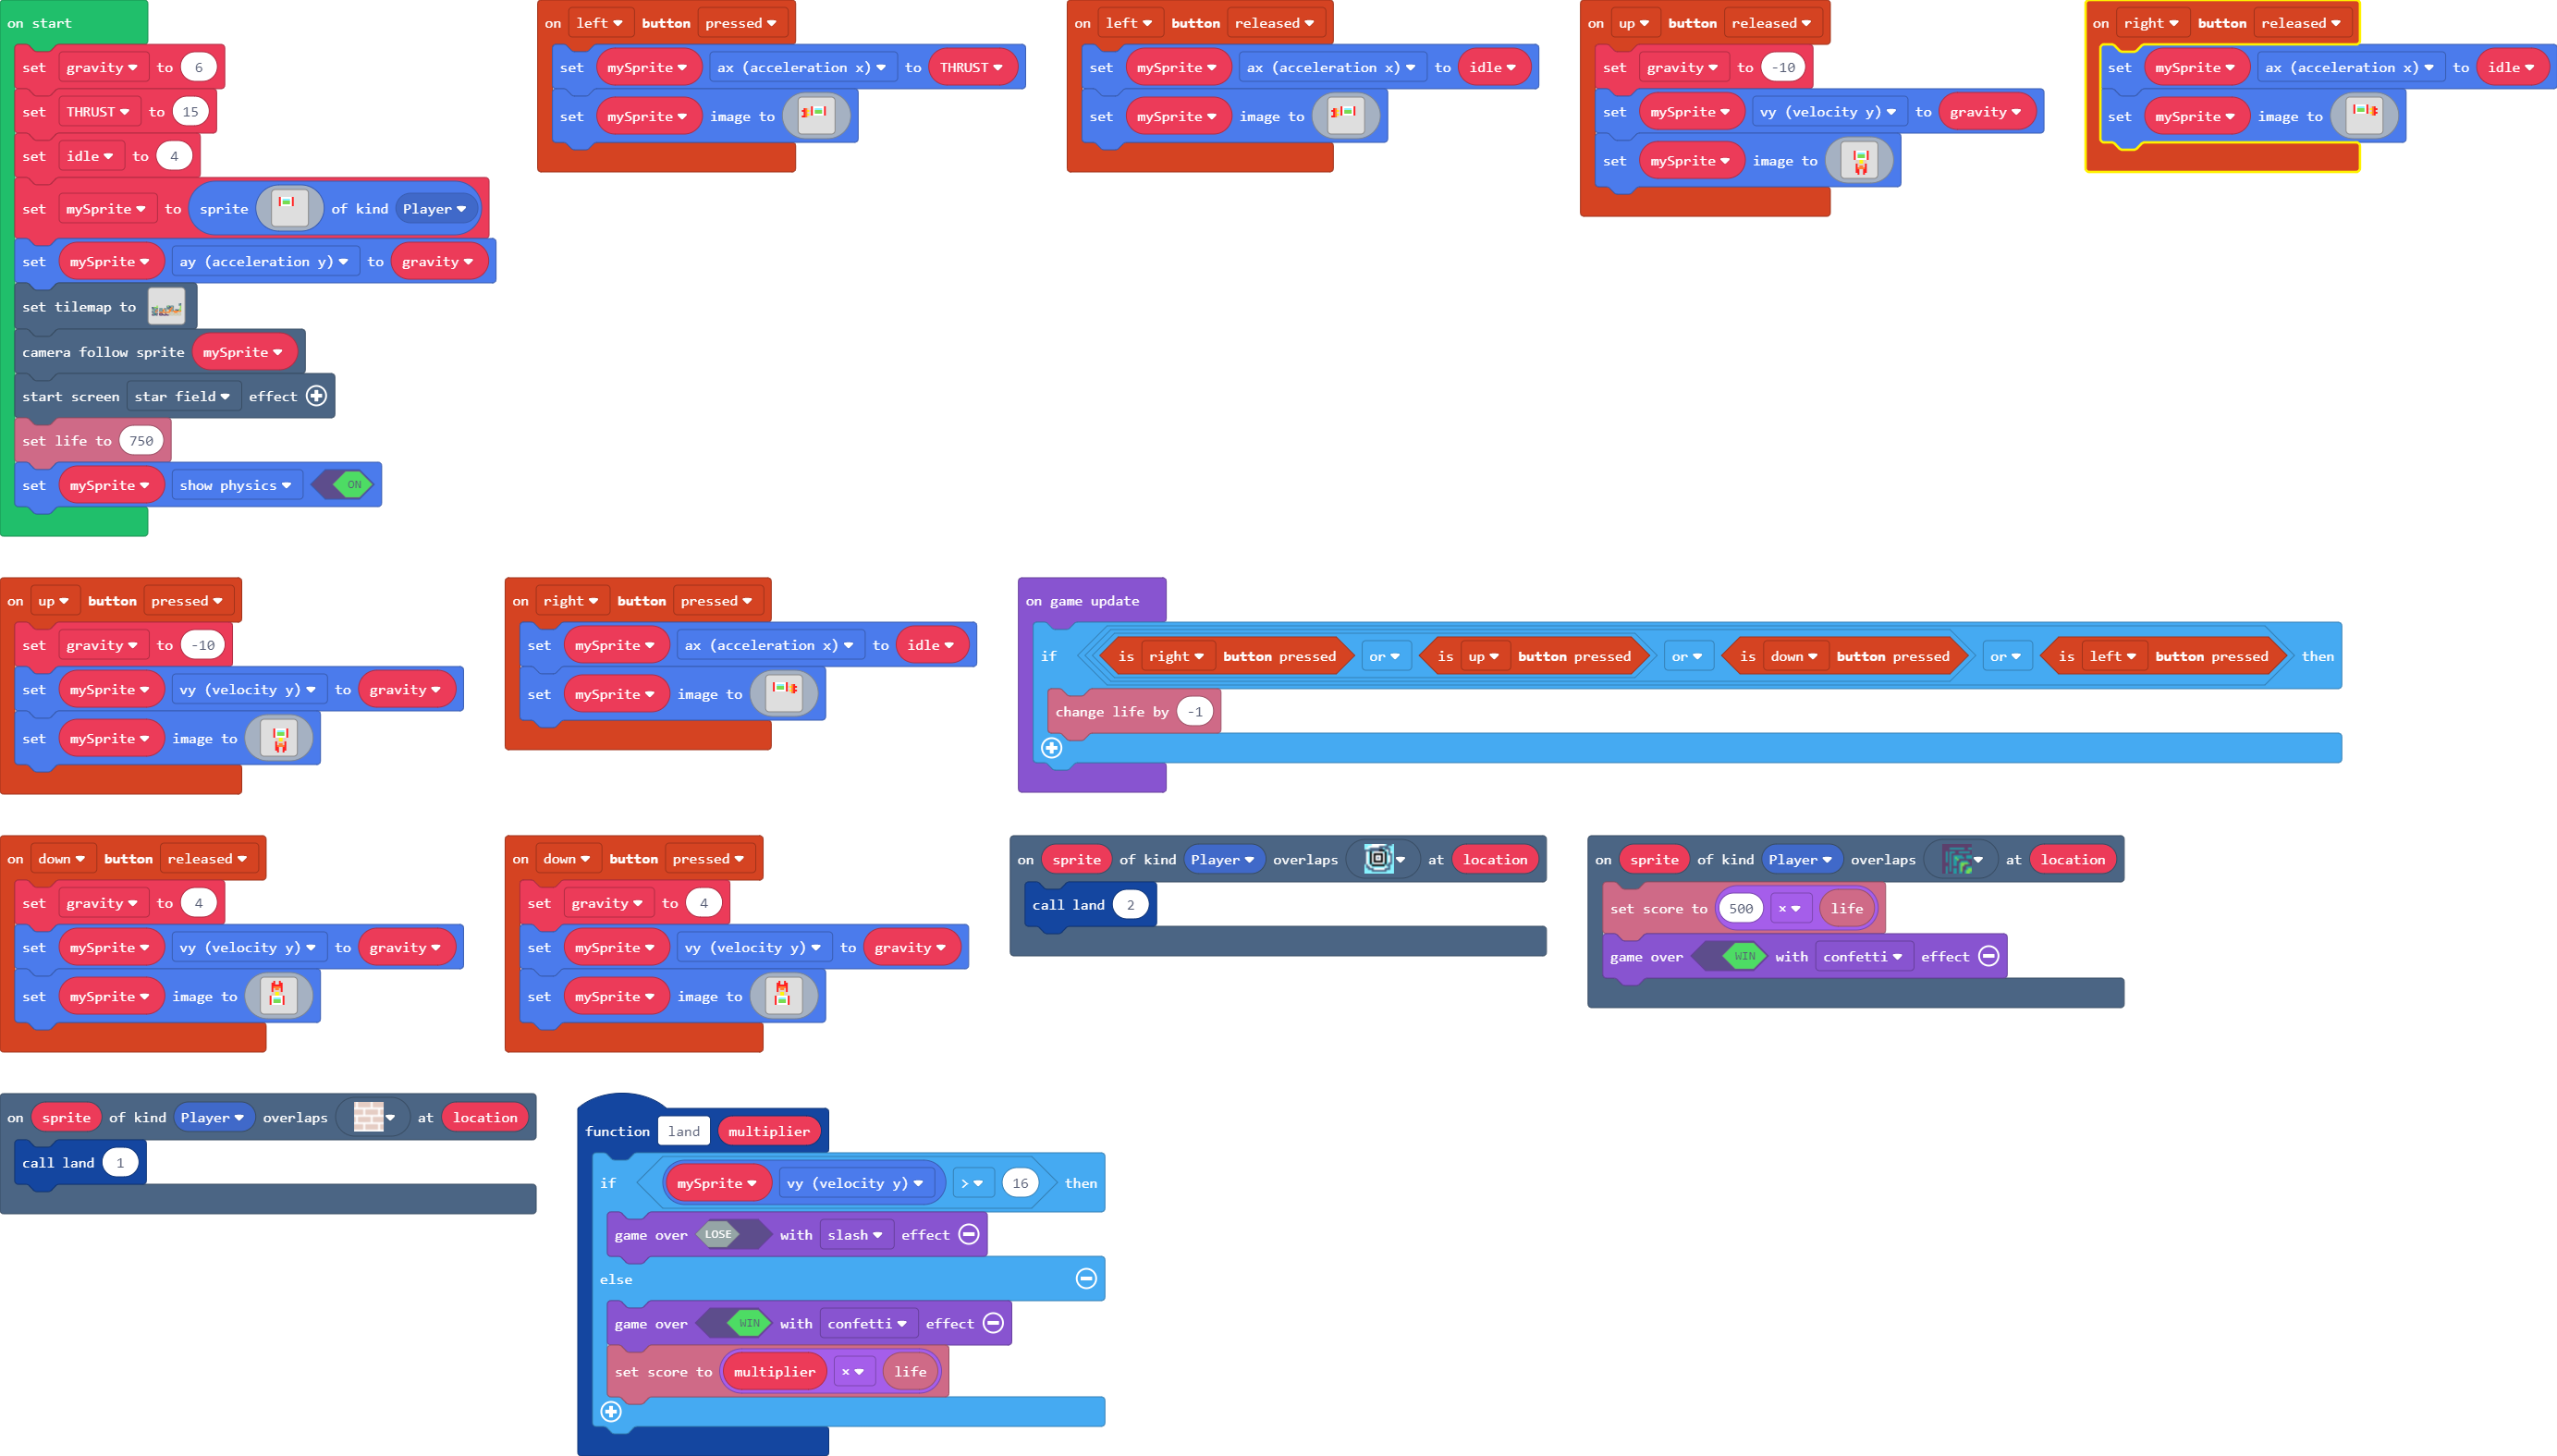 on start
set gravity to 6
set THRUST to 15
set idle to 4
set mySprite to sprite of kind Player
set mySprite ay (acceleration y) to gravity
set tilemap to
camera follow sprite mySprite
start screen star field effect
set life to 750
set mySprite show physics ON
on left button pressed
set mySprite ax (acceleration x) to THRUST
set mySprite image to
on left button released
set mySprite ax (acceleration x) to idle
set mySprite image to
on up button released
set gravity to -10
set mySprite vy (velocity y) to gravity
set mySprite image to
on right button released
set mySprite ax (acceleration x) to idle
set mySprite image to
on up button pressed
set gravity to -10
set mySprite vy (velocity y) to gravity
set mySprite image to
on right button pressed
set mySprite ax (acceleration x) to idle
set mySprite image to
on game update
if is right button pressed or is up button pressed or is down button pressed or is left button pressed then
change life by -1
on down button released
set gravity to 4
set mySprite vy (velocity y) to gravity
set mySprite image to
on down button pressed
set gravity to 4
set mySprite vy (velocity y) to gravity
set mySprite image to
on sprite of kind Player overlaps at location
call land 2
on sprite of kind Player overlaps at location
set score to 500 × life
game over WIN with confetti effect
on sprite of kind Player overlaps at location
call land 1
function land multiplier
if mySprite vy (velocity y) > 16 then
game over LOSE with slash effect
else
game over WIN with confetti effect
set score to multiplier × life